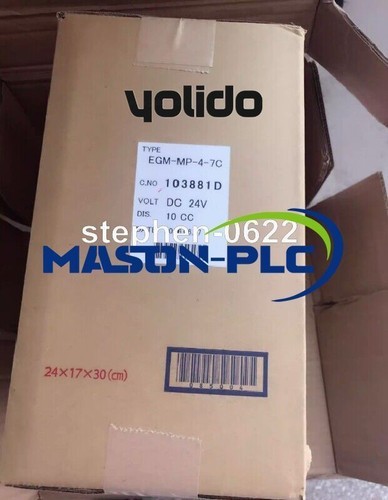 yolido
TYPE
EGM-MP-4-7C
C.NO 103881D
VOLT DC 24V
DIS. 10 CC
stephen-0622
MASON-PLC
24×17×30(cm)